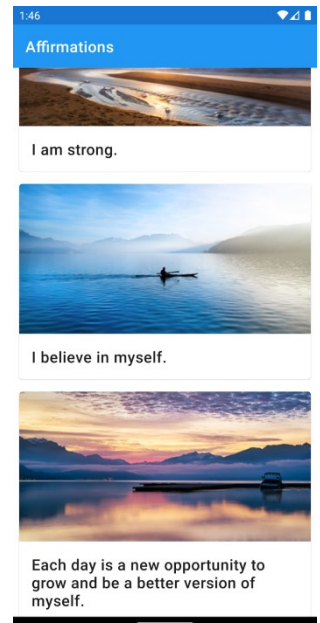 1:46
Affirmations
I am strong.
I believe in myself.
Each day is a new opportunity to
grow and be a better version of
myself.